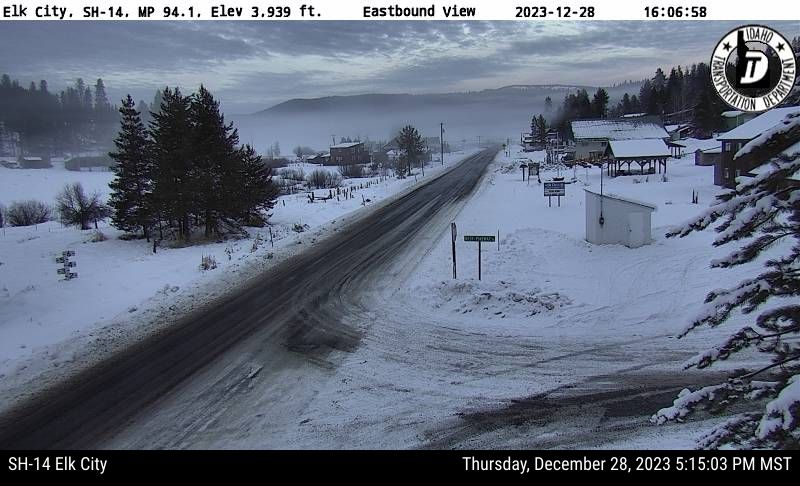 Elk City, SH-14, MP 94.1, Elev 3,939 ft. Eastbound View 2023-12-28 16:06:58
IDAHO
TRANSPORTATION DEPARTMENT
SH-14 Elk City Thursday, December 28, 2023 5:15:03 PM MST